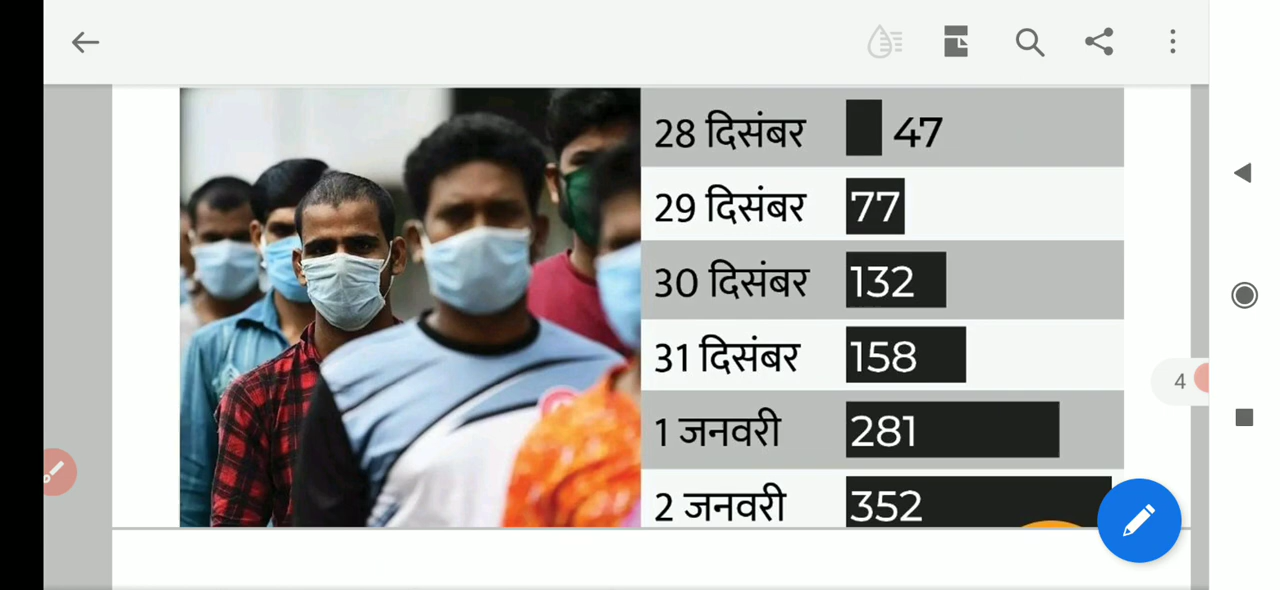 28 दिसंबर 47
29 दिसंबर 77
30 दिसंबर 132
31 दिसंबर 158
1 जनवरी 281
2 जनवरी 352
4